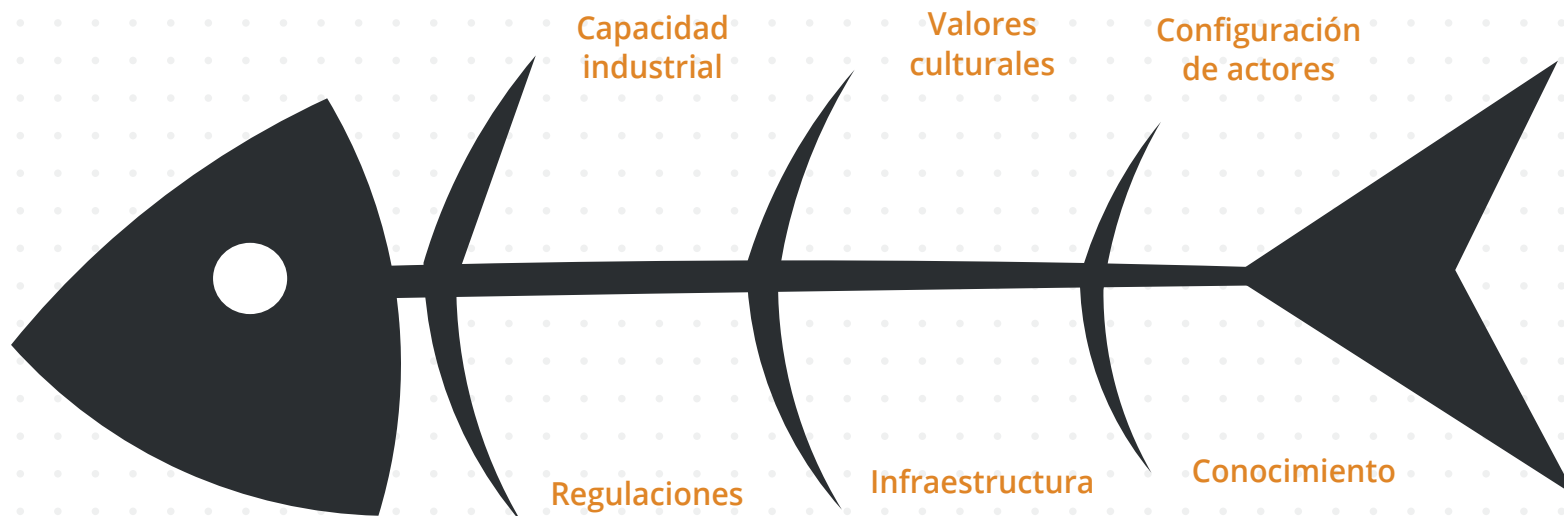 Capacidad
industrial
Valores
culturales
Configuración
de actores
Regulaciones
Infraestructura
Conocimiento